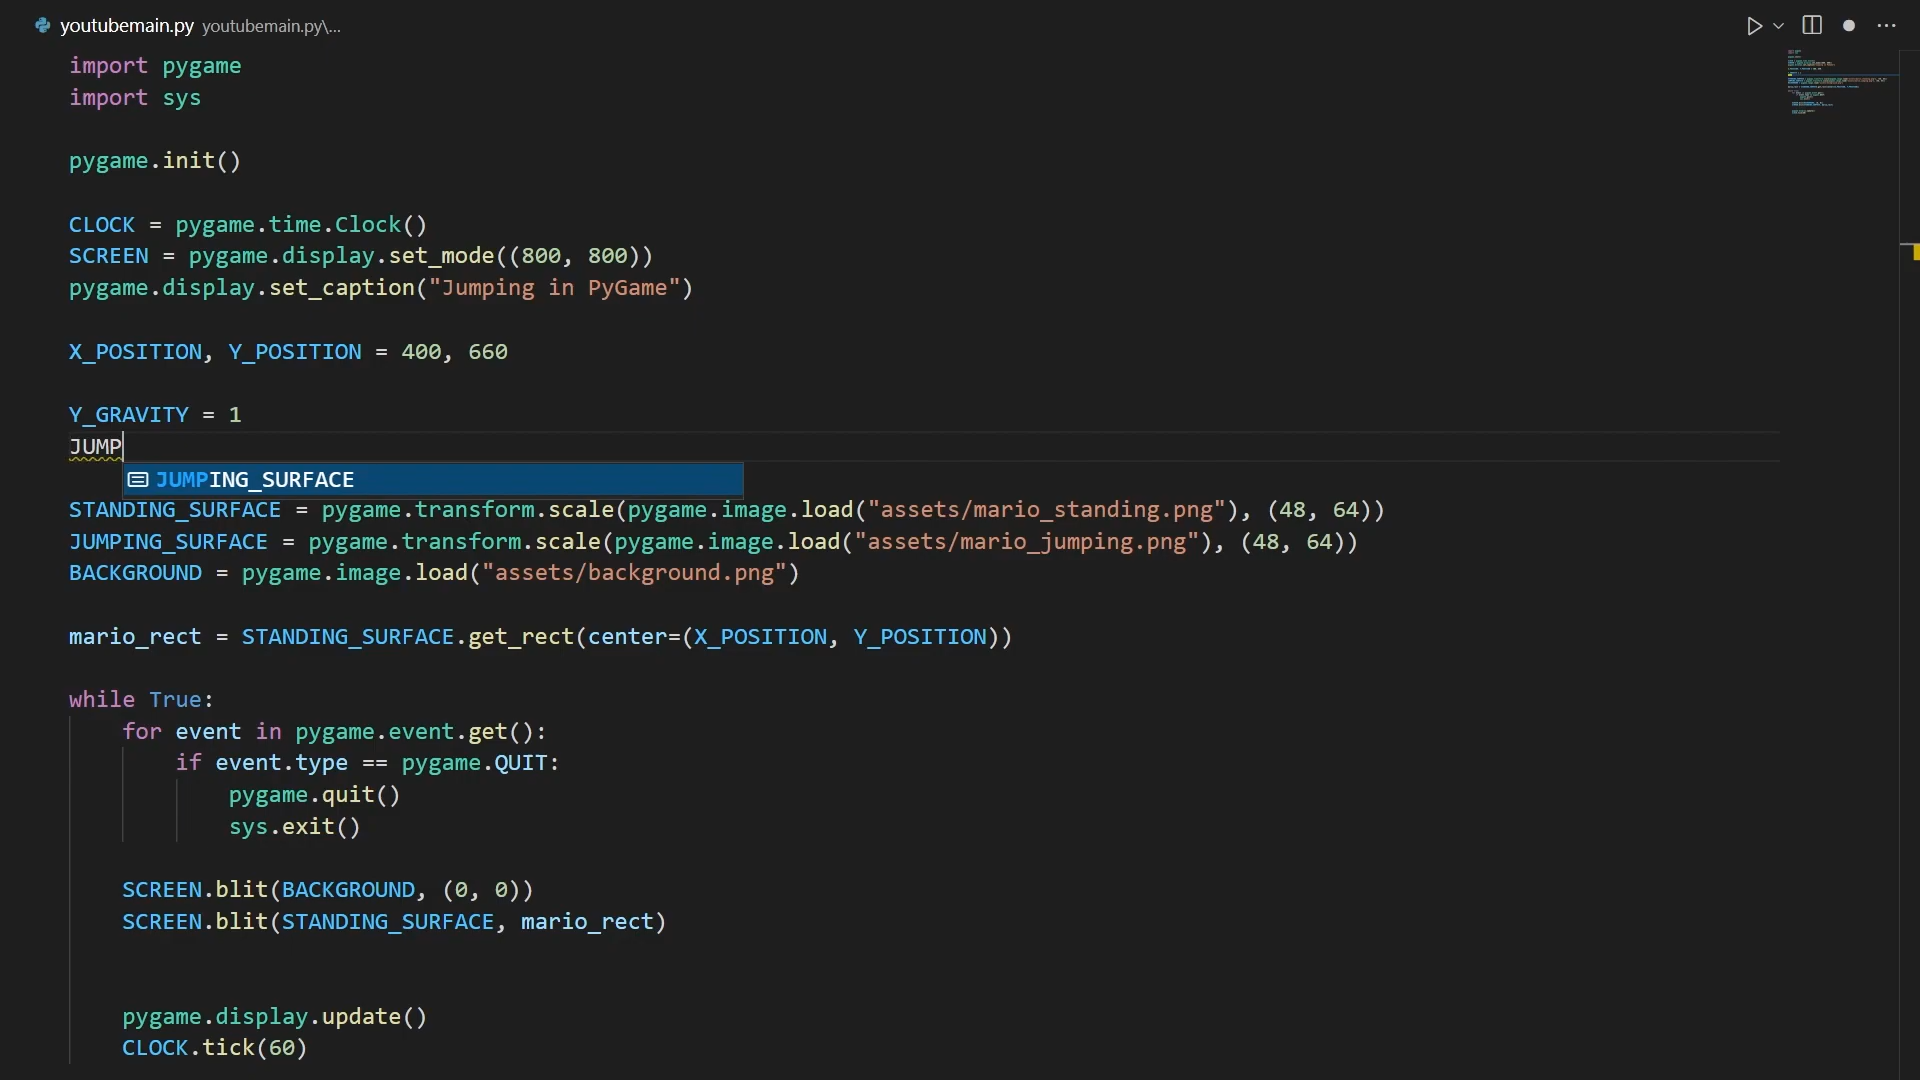 youtubemain.py youtubemain.py\...
import pygame
import sys
pygame.init()
CLOCK = pygame.time.Clock()
SCREEN = pygame.display.set_mode((800, 800))
pygame.display.set_caption("Jumping in PyGame")
X_POSITION, Y_POSITION = 400, 660
Y_GRAVITY = 1
JUMP
JUMPING_SURFACE
STANDING_SURFACE = pygame.transform.scale(pygame.image.load("assets/mario_standing.png"), (48, 64))
JUMPING_SURFACE = pygame.transform.scale(pygame.image.load("assets/mario_jumping.png"), (48, 64))
BACKGROUND = pygame.image.load("assets/background.png")
mario_rect = STANDING_SURFACE.get_rect(center=(X_POSITION, Y_POSITION))
while True:
    for event in pygame.event.get():
        if event.type == pygame.QUIT:
            pygame.quit()
            sys.exit()
    SCREEN.blit(BACKGROUND, (0, 0))
    SCREEN.blit(STANDING_SURFACE, mario_rect)
    pygame.display.update()
    CLOCK.tick(60)